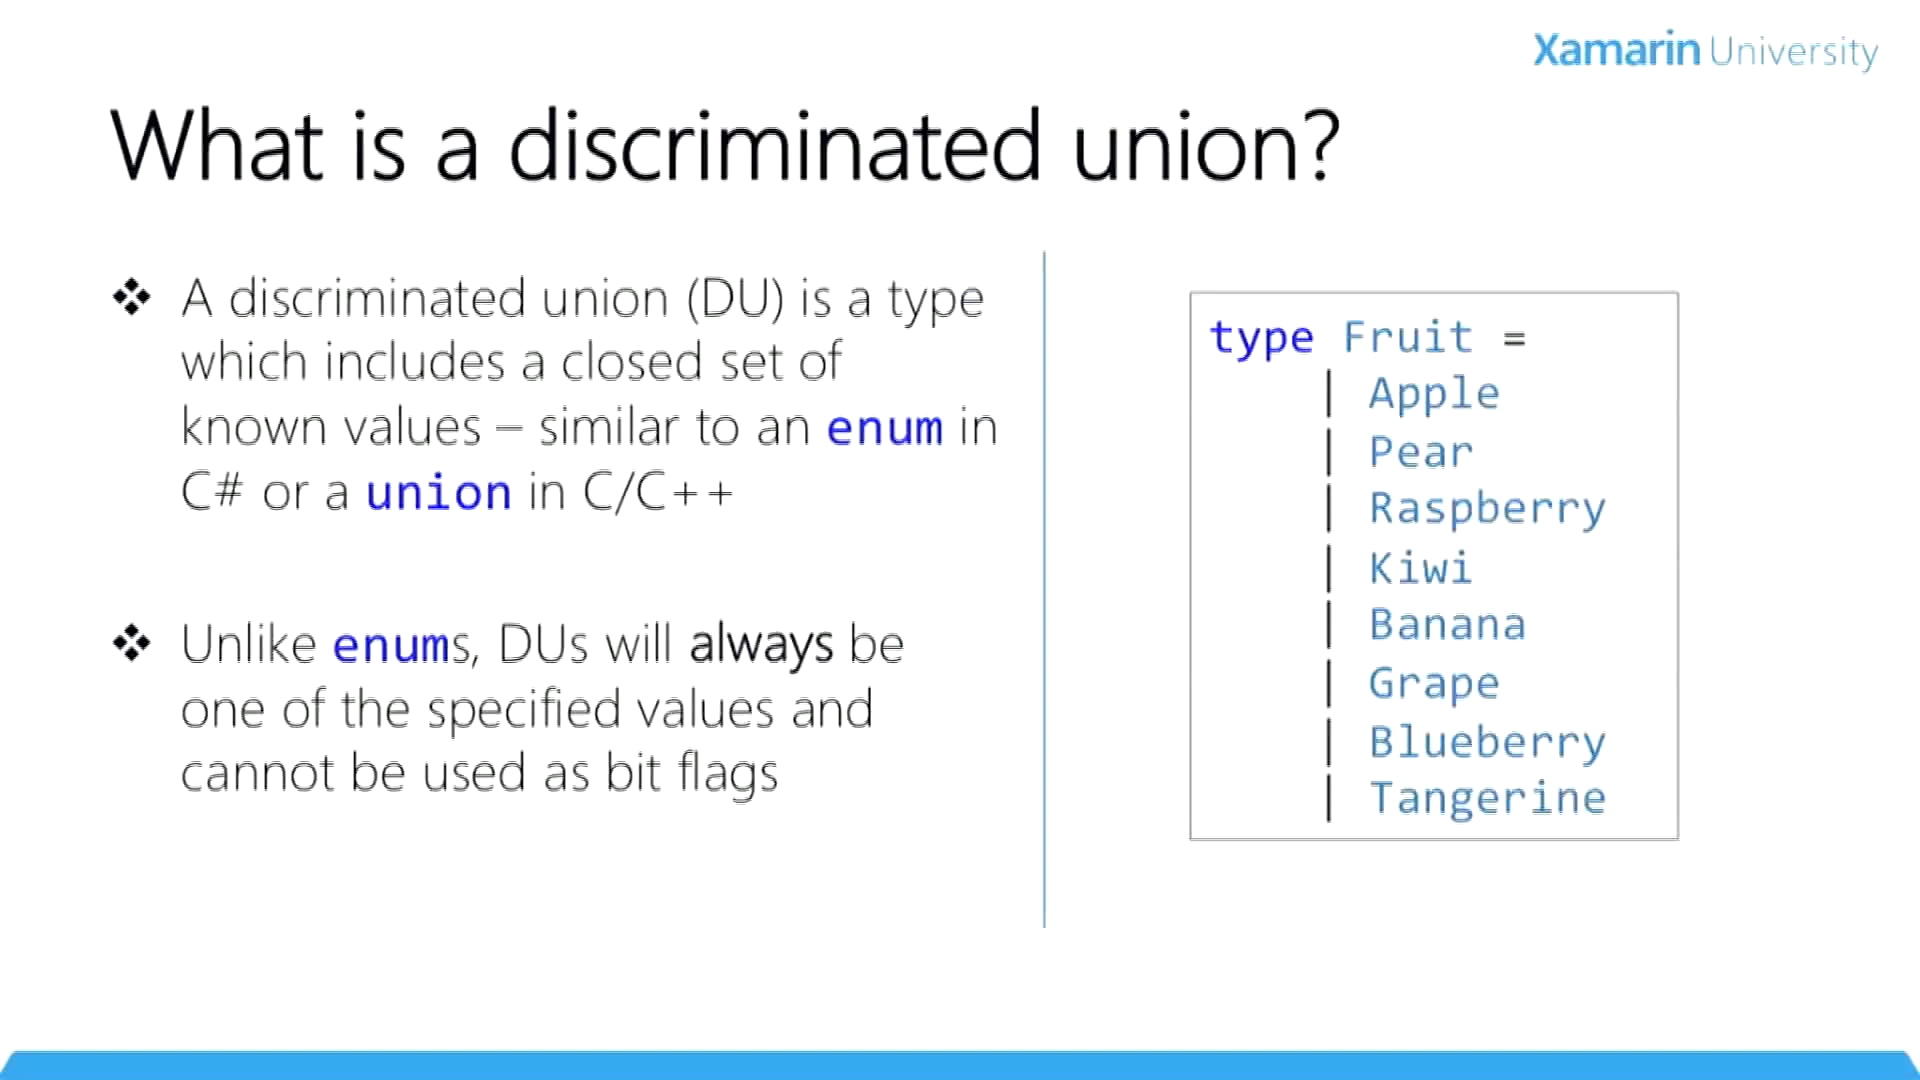 Xamarin University
What is a discriminated union?
❖ A discriminated union (DU) is a type
which includes a closed set of
known values – similar to an enum in
C# or a union in C/C++
❖ Unlike enums, DUs will always be
one of the specified values and
cannot be used as bit flags
type Fruit =
| Apple
| Pear
| Raspberry
| Kiwi
| Banana
| Grape
| Blueberry
| Tangerine